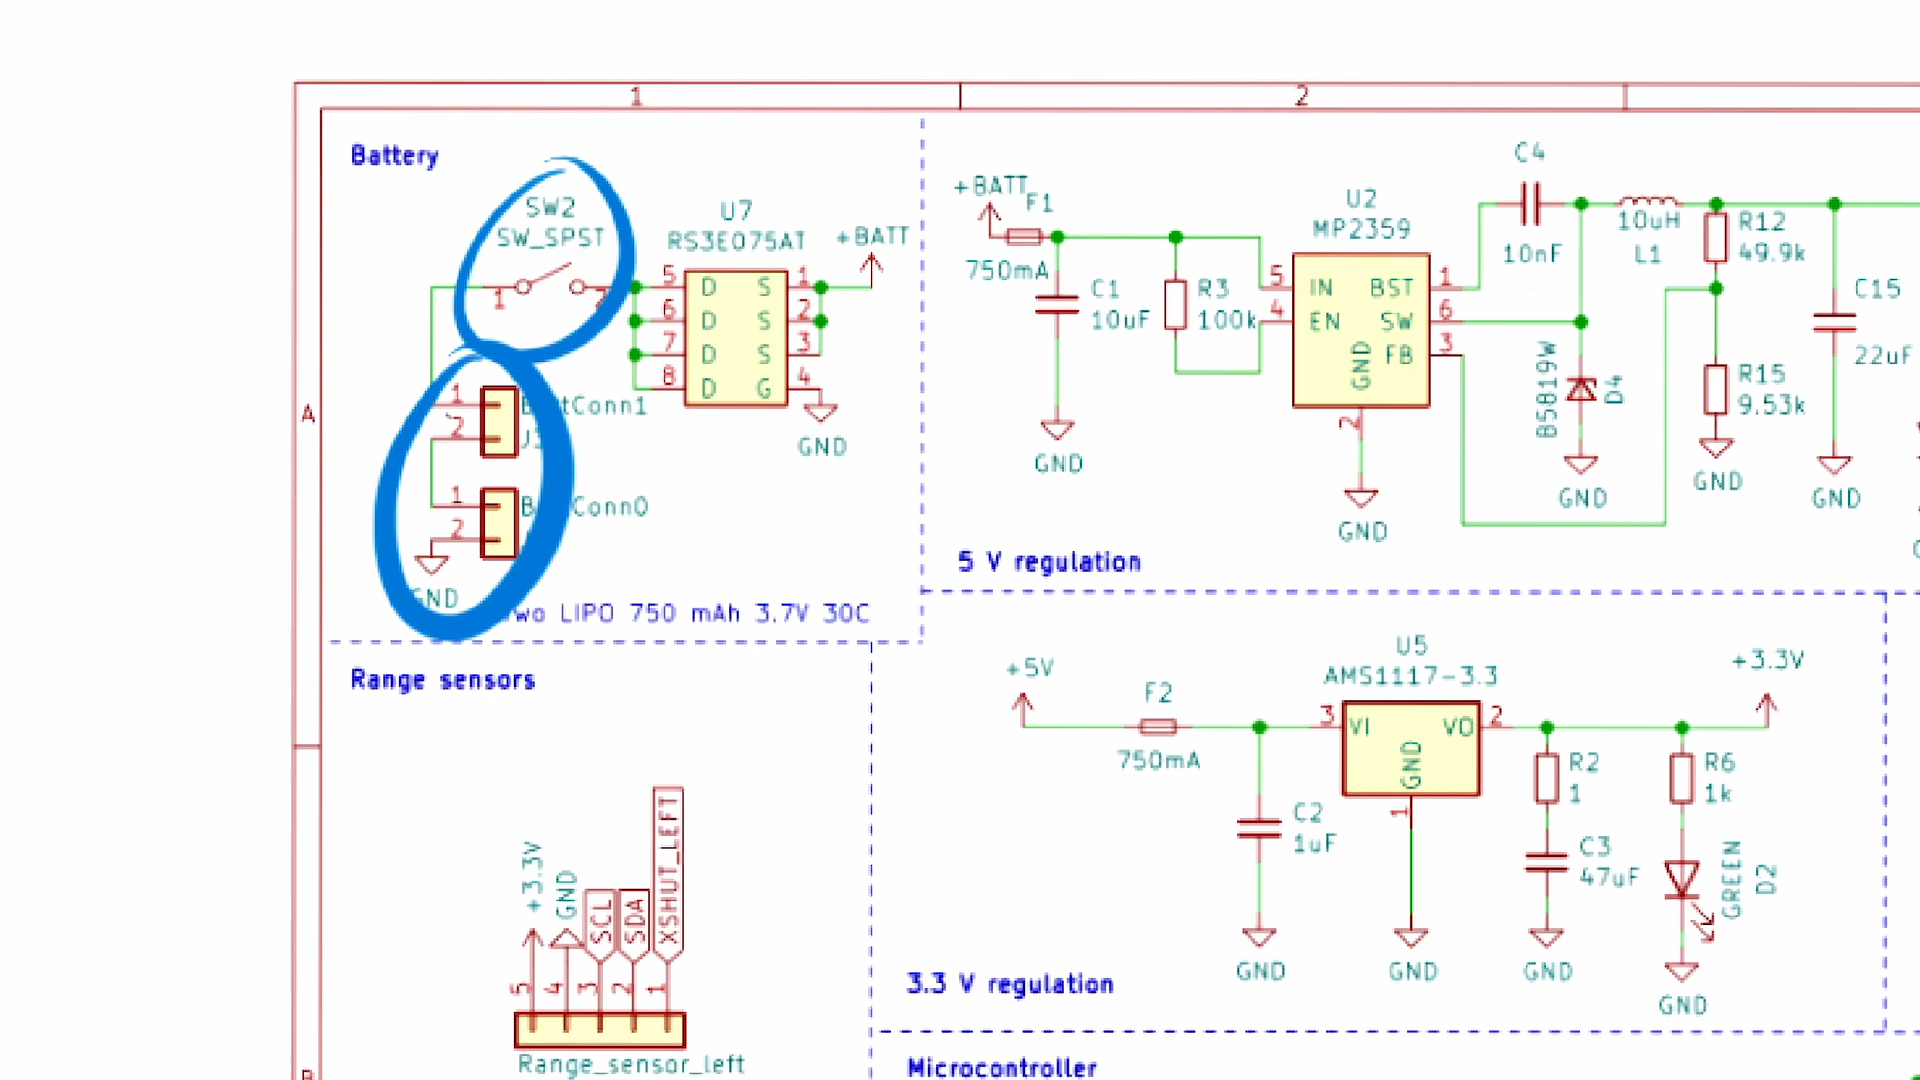 1
2
Battery
SW2
SW_SPST
1
U7
RS3E075AT
+BATT
5 D S 1
6 D S 2
7 D S 3
8 D G 4
GND
1
2
1
2
Conn0
GND
LIPO 750 mAh 3.7V 30C
A
+BATT
F1
750mA
C1
10uF
GND
R3
100k
U2
MP2359
5 IN BST 1
4 EN SW 6
FB 3
GND
2
GND
C4
10nF
10uH
L1
B5819W
D4
GND
R12
49.9k
R15
9.53k
GND
C15
22uF
GND
5 V regulation
+5V
F2
750mA
C2
1uF
GND
U5
AMS1117-3.3
3 VI VO 2
GND
1
GND
+3.3V
R2
1
C3
47uF
GND
R6
1k
GREEN
D2
GND
3.3 V regulation
Range sensors
+3.3V
GND
SCL
SDA
XSHUT_LEFT
5 4 3 2 1
Range_sensor_left
Microcontroller